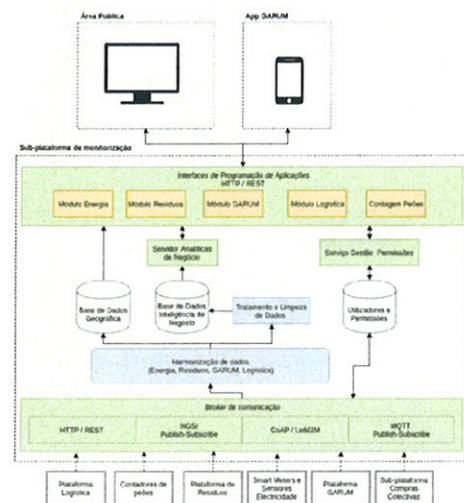 Área Pública
App GARUM
Sub-plataforma de monitorização
Interfaces de Programação de Aplicações
HTTP / REST
Módulo Energia
Módulo Resíduos
Módulo GARUM
Módulo Logística
Contagem Peões
Servidor Analíticas
de Negócio
Serviço Gestão Permissões
Base de Dados
Geográfica
Base de Dados
Inteligência de
Negócio
Tratamento e Limpeza
de Dados
Utilizadores e
Permissões
Harmonização de dados
(Energia, Resíduos, GARUM, Logística)
Broker de comunicação
HTTP / REST
NGSI
Publish-Subscribe
CoAP / LwM2M
MQTT
Publish-Subscribe
Plataforma
Logística
Contadores de
peões
Plataforma de
Resíduos
Smart Meters e
Sensores
Electricidade
Plataforma
GARUM
Sub-plataforma
Compras
Colectivas